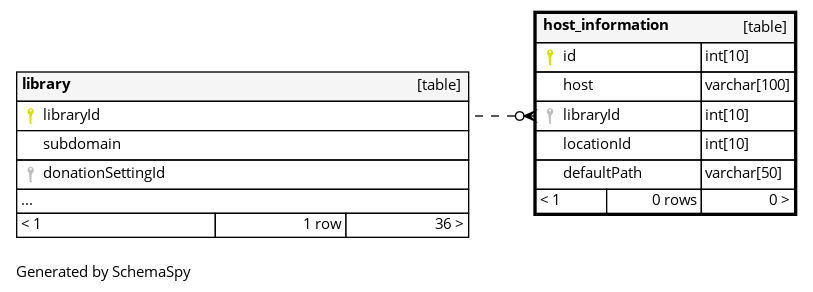 library [table]
libraryId
subdomain
donationSettingId
...
< 1 1 row 36 >
host_information [table]
id int[10]
host varchar[100]
libraryId int[10]
locationId int[10]
defaultPath varchar[50]
< 1 0 rows 0 >
Generated by SchemaSpy